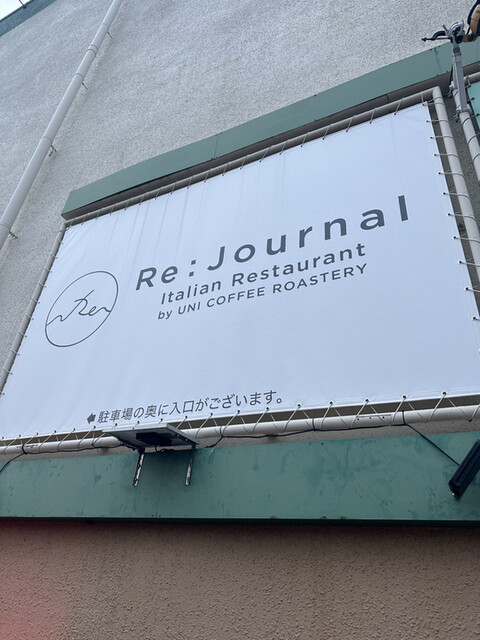 Re:Journal
Italian Restaurant
by UNI COFFEE ROASTERY
Re
駐車場の奥に入口がございます。